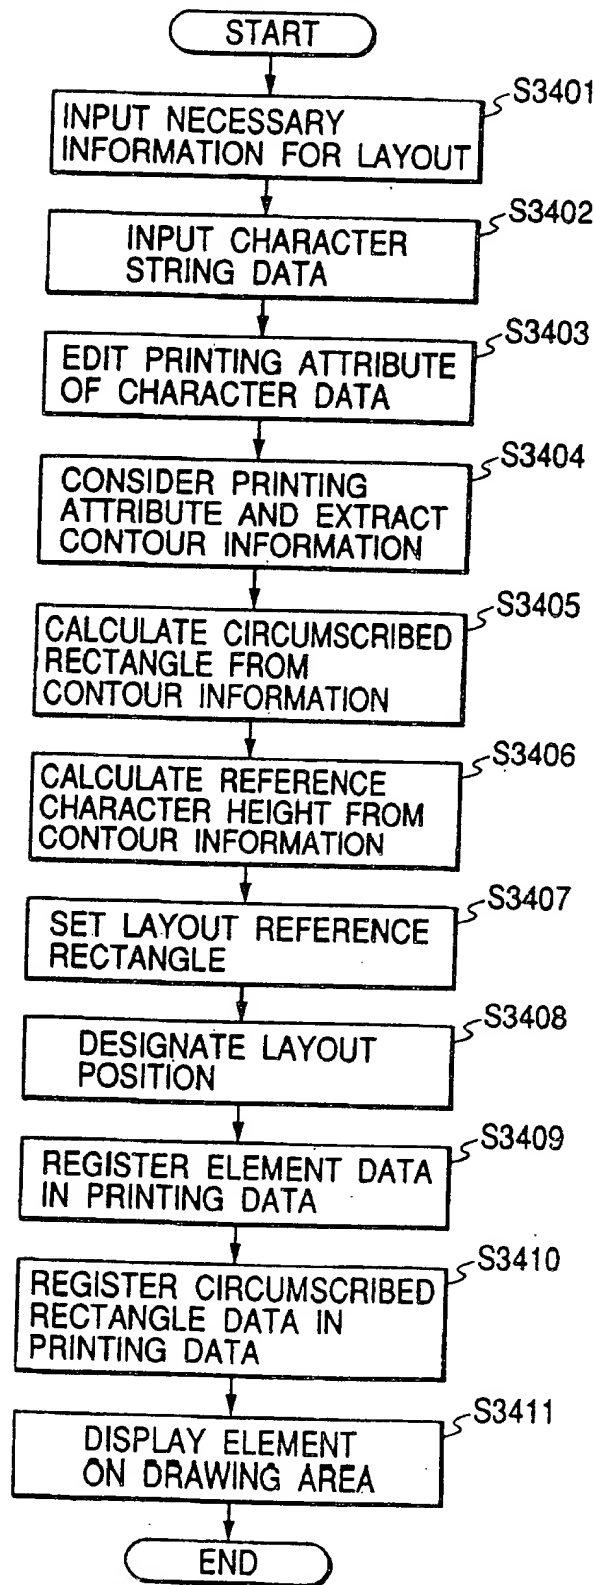 START
S3401
INPUT NECESSARY
INFORMATION FOR LAYOUT
S3402
INPUT CHARACTER
STRING DATA
S3403
EDIT PRINTING ATTRIBUTE
OF CHARACTER DATA
S3404
CONSIDER PRINTING
ATTRIBUTE AND EXTRACT
CONTOUR INFORMATION
S3405
CALCULATE CIRCUMSCRIBED
RECTANGLE FROM
CONTOUR INFORMATION
S3406
CALCULATE REFERENCE
CHARACTER HEIGHT FROM
CONTOUR INFORMATION
S3407
SET LAYOUT REFERENCE
RECTANGLE
S3408
DESIGNATE LAYOUT
POSITION
S3409
REGISTER ELEMENT DATA
IN PRINTING DATA
S3410
REGISTER CIRCUMSCRIBED
RECTANGLE DATA IN
PRINTING DATA
S3411
DISPLAY ELEMENT
ON DRAWING AREA
END